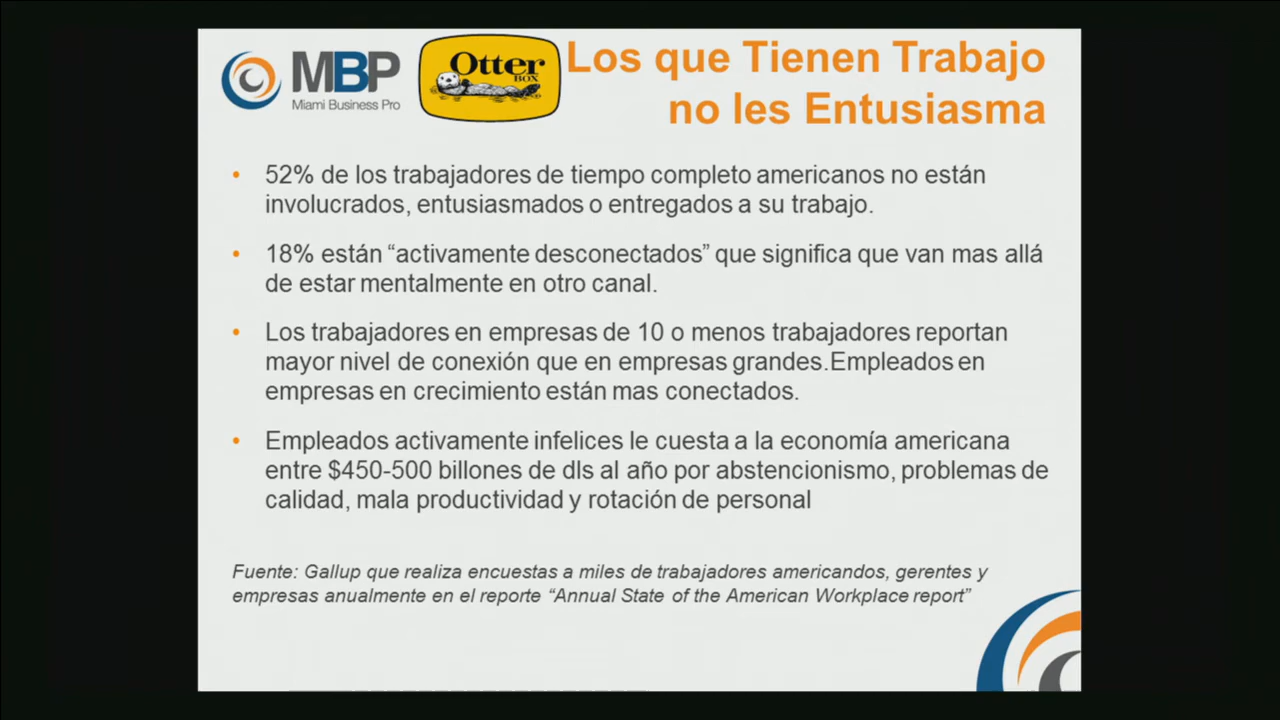 MBP
Miami Business Pro
Otter
BOX
Los que Tienen Trabajo
no les Entusiasma
• 52% de los trabajadores de tiempo completo americanos no están
involucrados, entusiasmados o entregados a su trabajo.
• 18% están “activamente desconectados” que significa que van mas allá
de estar mentalmente en otro canal.
• Los trabajadores en empresas de 10 o menos trabajadores reportan
mayor nivel de conexión que en empresas grandes.Empleados en
empresas en crecimiento están mas conectados.
• Empleados activamente infelices le cuesta a la economía americana
entre $450-500 billones de dls al año por abstencionismo, problemas de
calidad, mala productividad y rotación de personal
Fuente: Gallup que realiza encuestas a miles de trabajadores americandos, gerentes y
empresas anualmente en el reporte “Annual State of the American Workplace report”